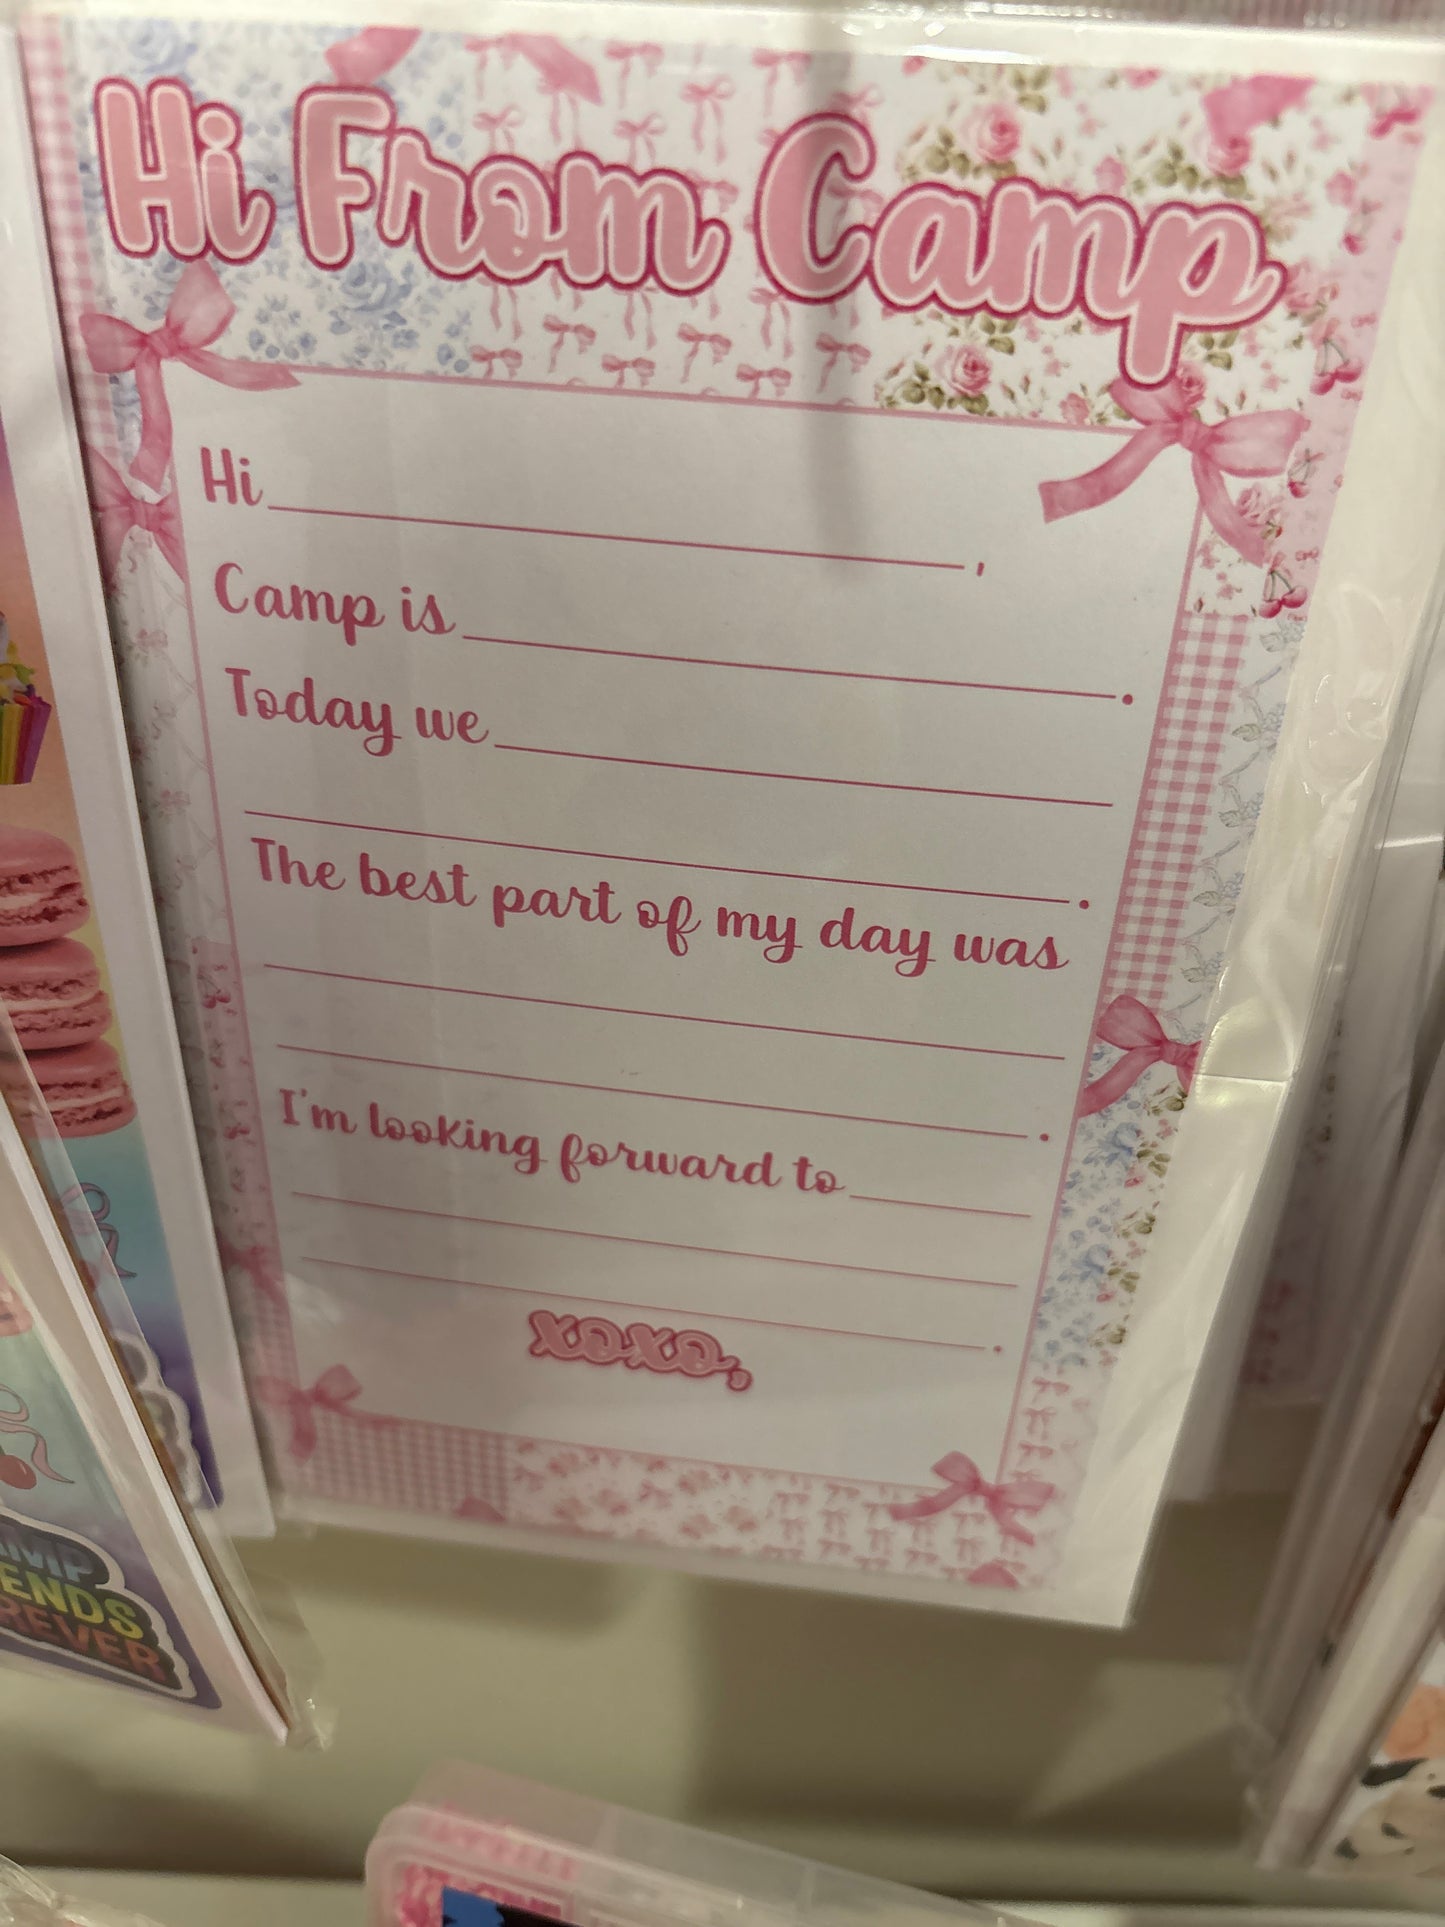 Hi From Camp
Hi ,
Camp is .
Today we
.
The best part of my day was
.
I'm looking forward to
.
xoxo,